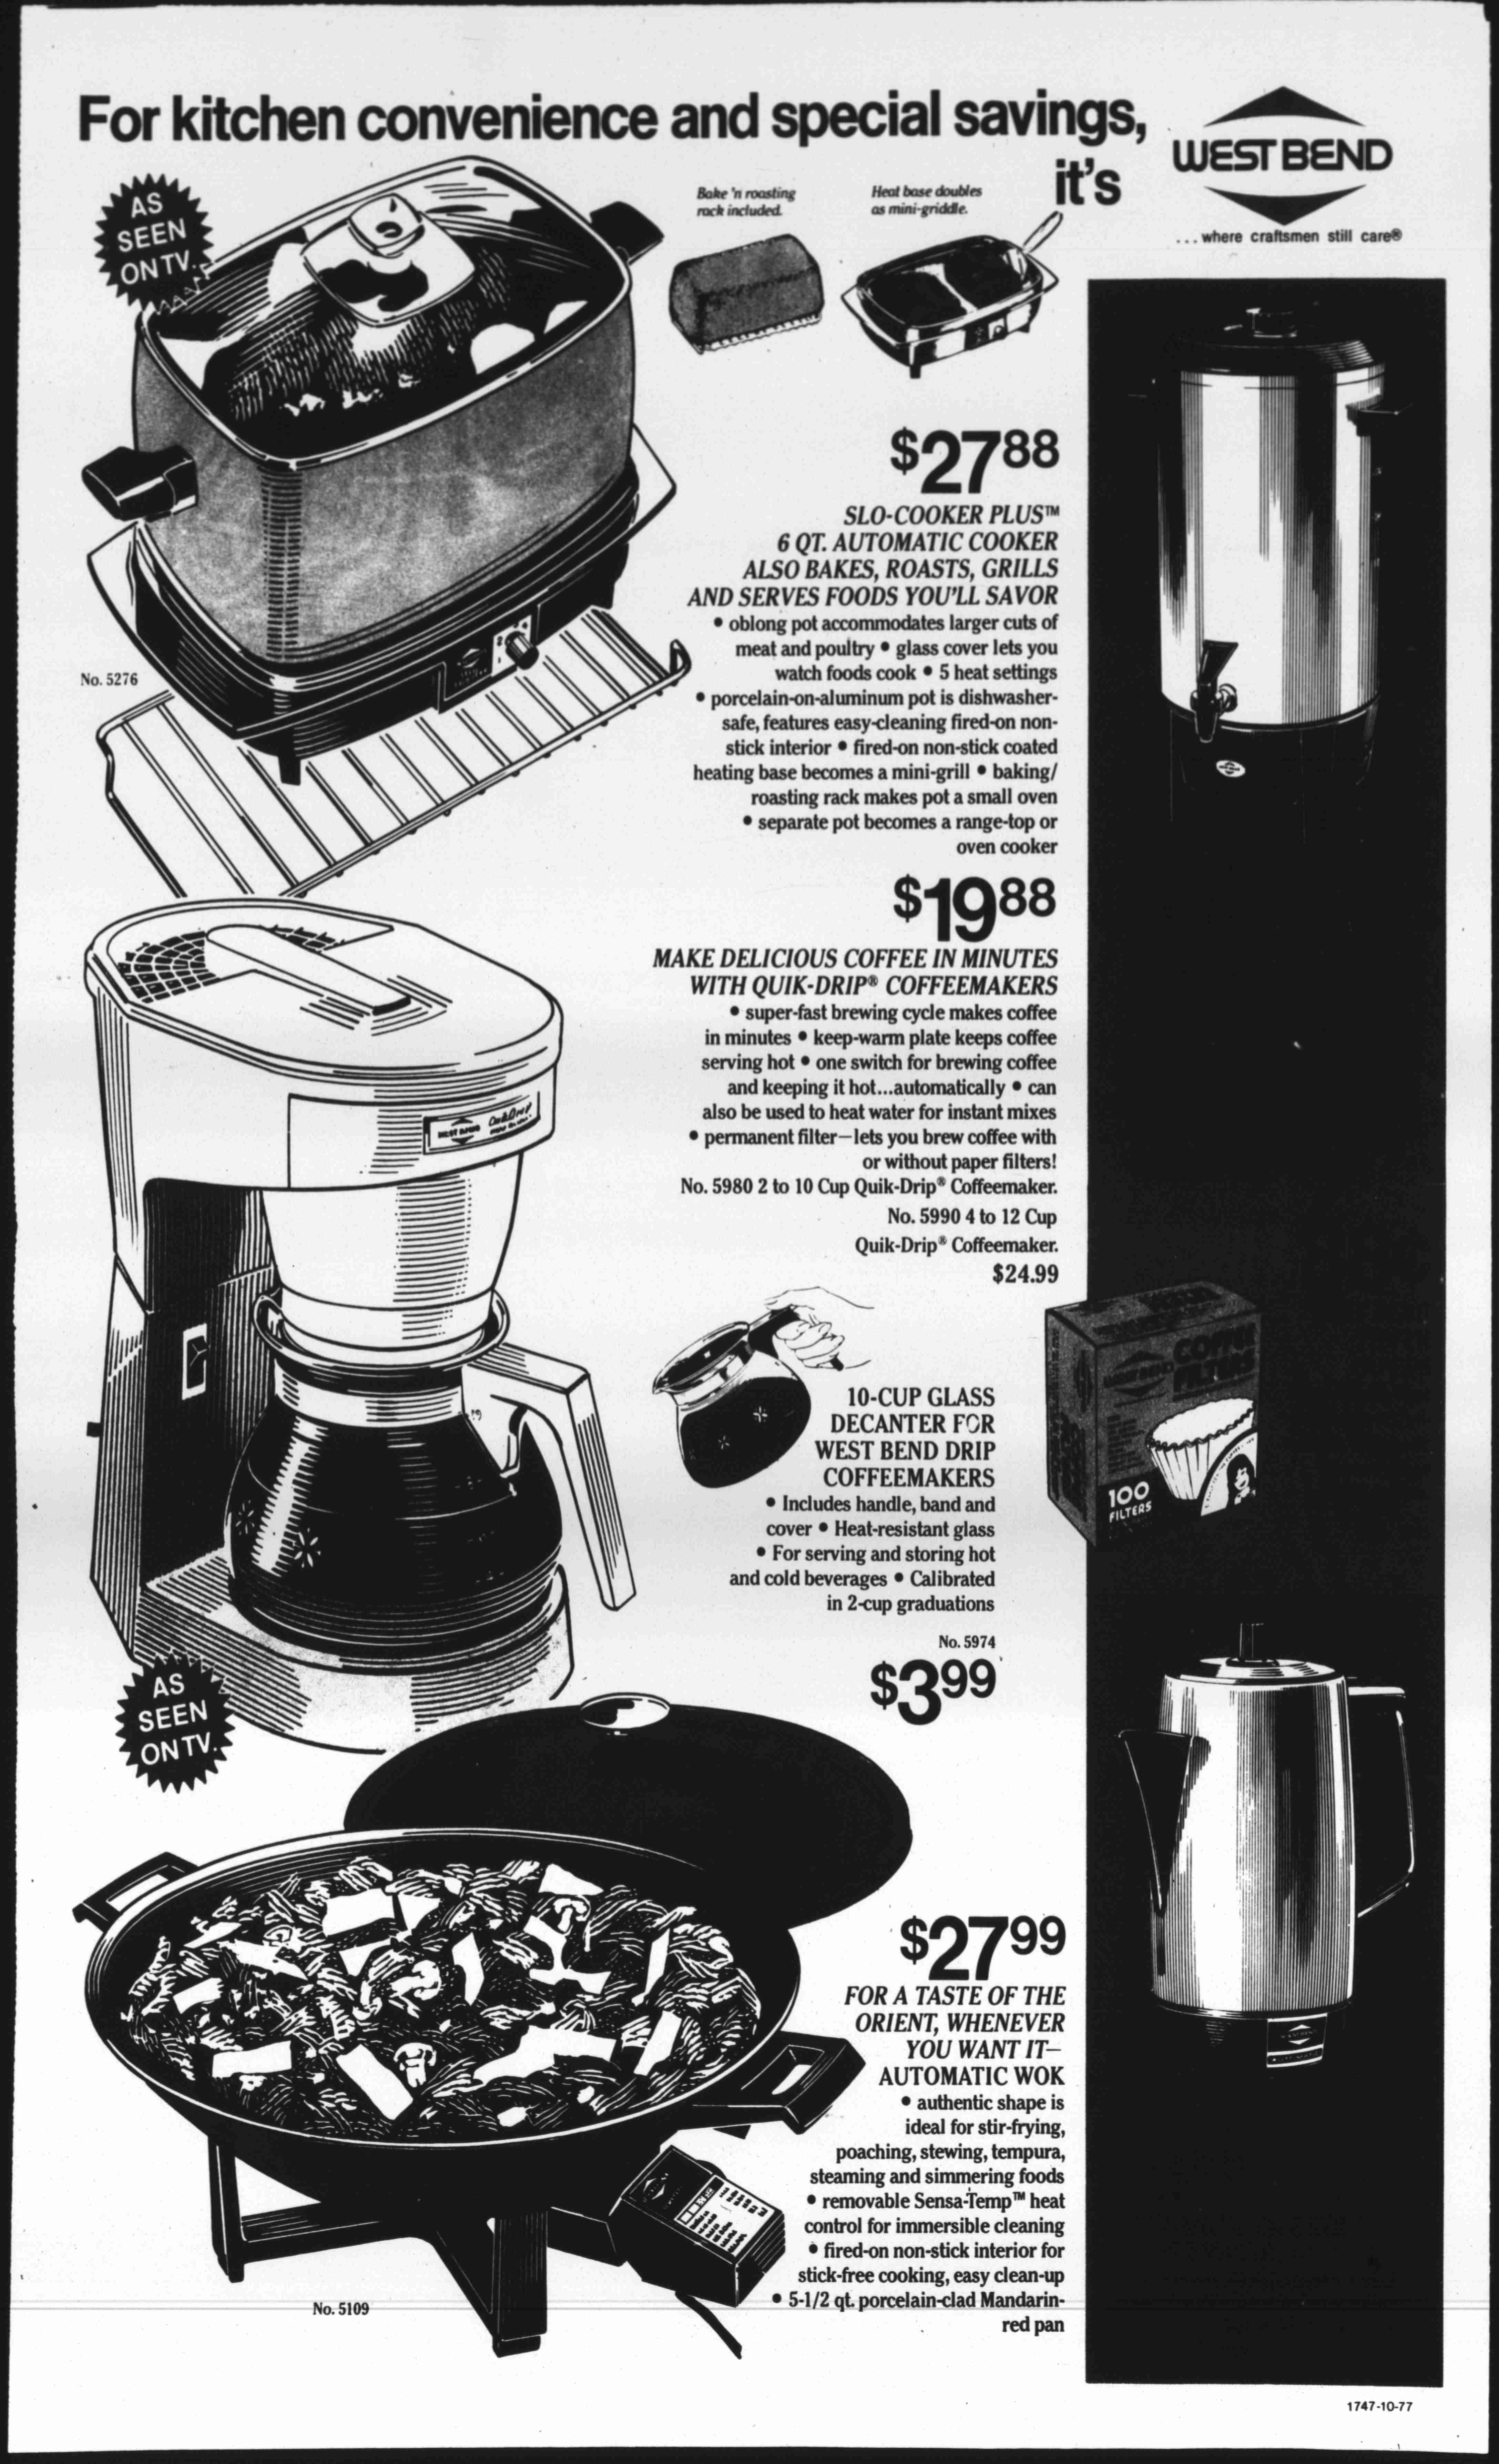 For kitchen convenience and special savings,
it's
WEST BEND
... where craftsmen still care®
AS
SEEN
ON TV.
Bake 'n roasting
rack included.
Heat base doubles
as mini-griddle.
No. 5276
$27 88
SLO-COOKER PLUS™
6 QT. AUTOMATIC COOKER
ALSO BAKES, ROASTS, GRILLS
AND SERVES FOODS YOU'LL SAVOR
• oblong pot accommodates larger cuts of
meat and poultry • glass cover lets you
watch foods cook • 5 heat settings
• porcelain-on-aluminum pot is dishwasher-
safe, features easy-cleaning fired-on non-
stick interior • fired-on non-stick coated
heating base becomes a mini-grill • baking/
roasting rack makes pot a small oven
• separate pot becomes a range-top or
oven cooker
$19 88
MAKE DELICIOUS COFFEE IN MINUTES
WITH QUIK-DRIP® COFFEEMAKERS
• super-fast brewing cycle makes coffee
in minutes • keep-warm plate keeps coffee
serving hot • one switch for brewing coffee
and keeping it hot...automatically • can
also be used to heat water for instant mixes
• permanent filter—lets you brew coffee with
or without paper filters!
No. 5980 2 to 10 Cup Quik-Drip® Coffeemaker.
No. 5990 4 to 12 Cup
Quik-Drip® Coffeemaker.
$24.99
WEST BEND
10-CUP GLASS
DECANTER FOR
WEST BEND DRIP
COFFEEMAKERS
• Includes handle, band and
cover • Heat-resistant glass
• For serving and storing hot
and cold beverages • Calibrated
in 2-cup graduations
No. 5974
$3 99
WEST BEND
COFFEE
FILTERS
100
FILTERS
AS
SEEN
ON TV.
$27 99
FOR A TASTE OF THE
ORIENT, WHENEVER
YOU WANT IT—
AUTOMATIC WOK
• authentic shape is
ideal for stir-frying,
poaching, stewing, tempura,
steaming and simmering foods
• removable Sensa-Temp™ heat
control for immersible cleaning
• fired-on non-stick interior for
stick-free cooking, easy clean-up
• 5-1/2 qt. porcelain-clad Mandarin-
red pan
No. 5109
1747-10-77